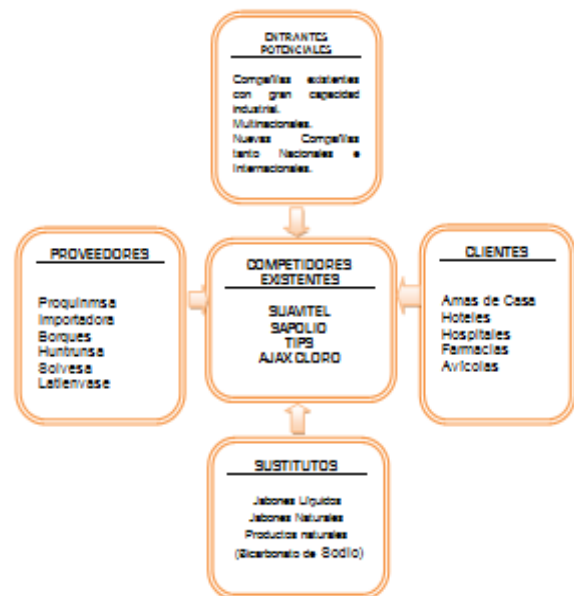 ENTRANTES
POTENCIALES
Compañías existentes
con gran capacidad
industrial.
Multinacionales.
Nuevas Compañías
tanto Nacionales e
Internacionales.
PROVEEDORES
Proquinmsa
Importadora
Borques
Huntrunsa
Solvesa
Latienvase
COMPETIDORES
EXISTENTES
SUAVITEL
SAPOLIO
TIPS
AJAX CLORO
CLIENTES
Amas de Casa
Hoteles
Hospitales
Farmacias
Avícolas
SUSTITUTOS
Jabones Líquidos
Jabones Naturales
Productos naturales
(Bicarbonato de Sodio)